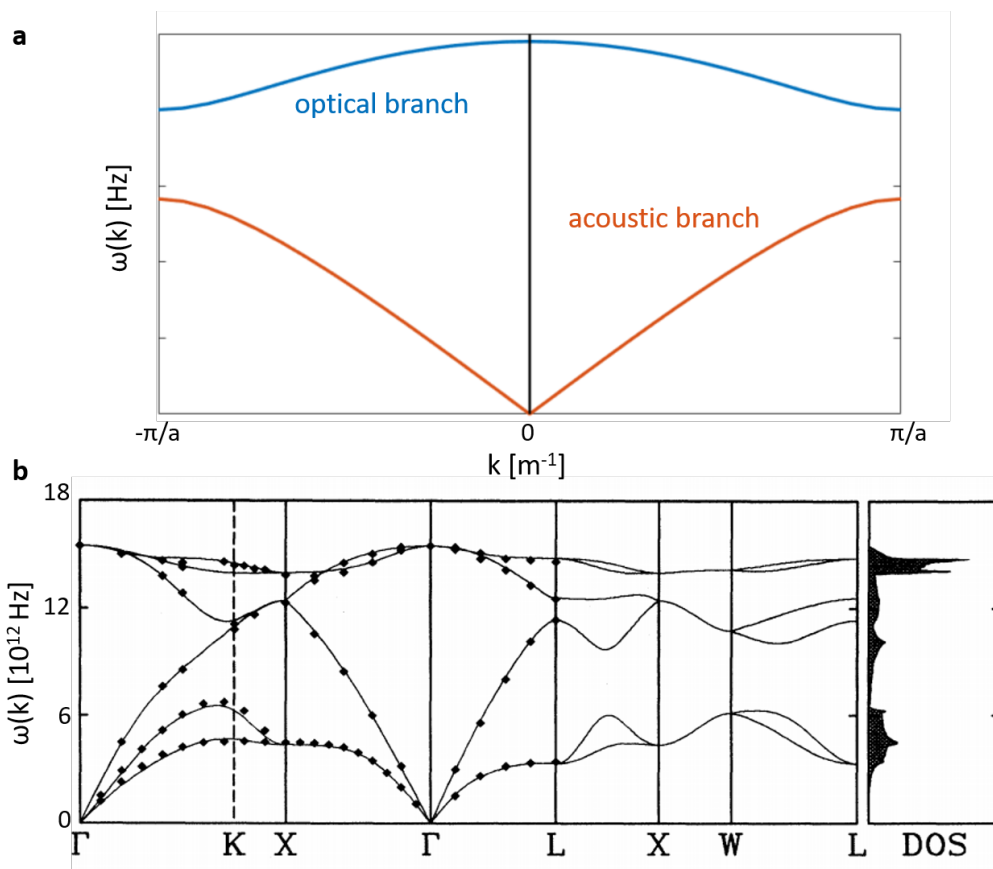 a
optical branch
acoustic branch
ω(k) [Hz]
-π/a 0 π/a
k [m⁻¹]
b
18
12
6
0
ω(k) [10¹² Hz]
Γ K X Γ L X W L DOS